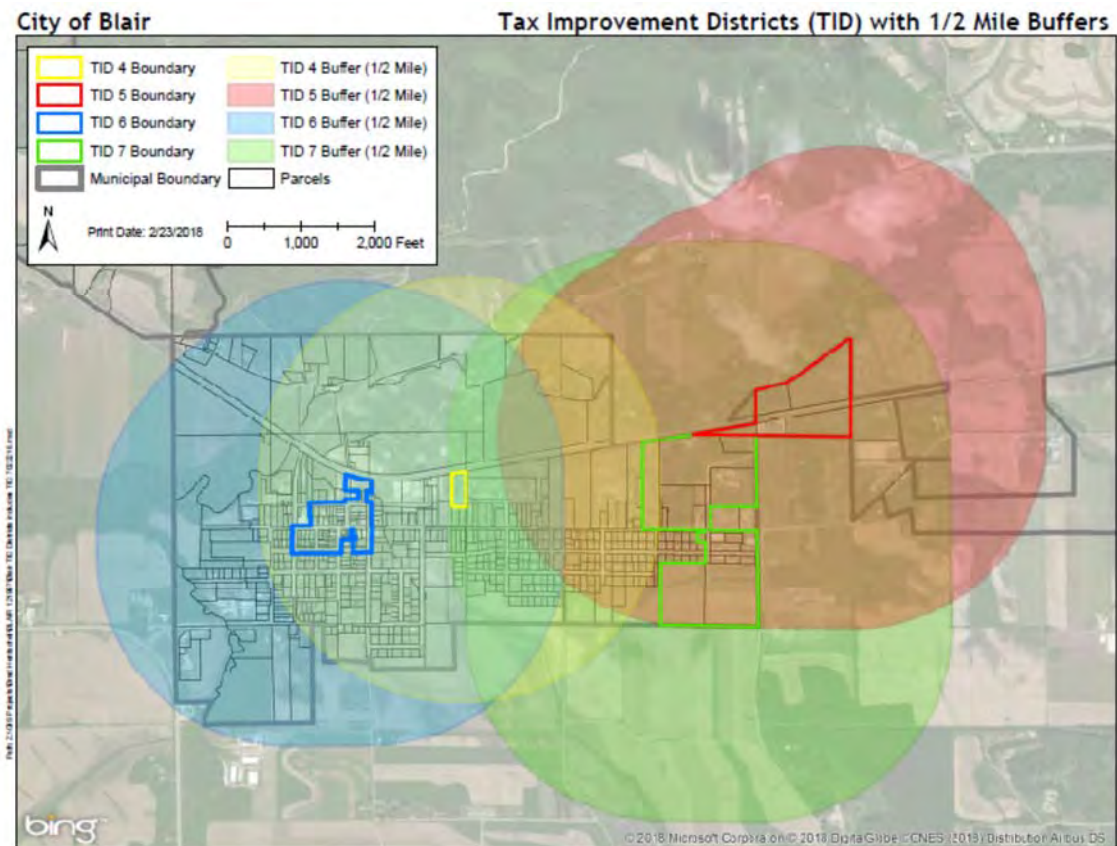 City of Blair
Tax Improvement Districts (TID) with 1/2 Mile Buffers
TID 4 Boundary
TID 4 Buffer (1/2 Mile)
TID 5 Boundary
TID 5 Buffer (1/2 Mile)
TID 6 Boundary
TID 6 Buffer (1/2 Mile)
TID 7 Boundary
TID 7 Buffer (1/2 Mile)
Municipal Boundary
Parcels
N
Print Date: 2/23/2018
0 1,000 2,000 Feet
bing
© 2018 Microsoft Corporation © 2018 DigitalGlobe ©CNES (2018) Distribution Airbus DS